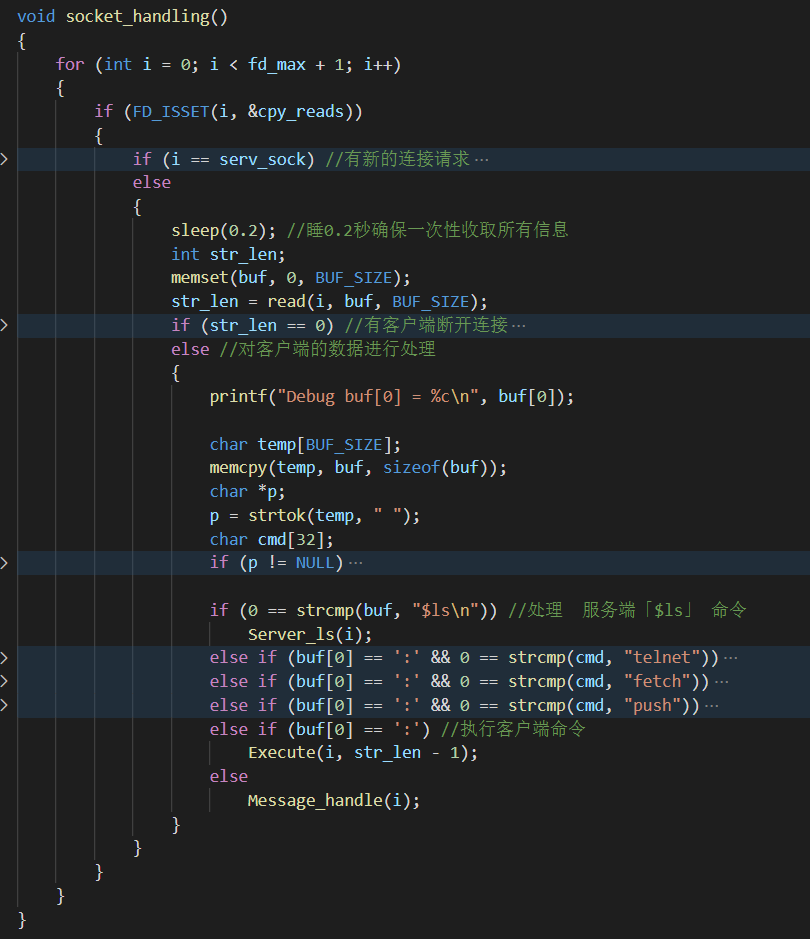 void socket_handling()
{
    for (int i = 0; i < fd_max + 1; i++)
    {
        if (FD_ISSET(i, &cpy_reads))
        {
            if (i == serv_sock) //有新的连接请求 ···
            else
            {
                sleep(0.2); //睡0.2秒确保一次性收取所有信息
                int str_len;
                memset(buf, 0, BUF_SIZE);
                str_len = read(i, buf, BUF_SIZE);
                if (str_len == 0) //有客户端断开连接 ···
                else //对客户端的数据进行处理
                {
                    printf("Debug buf[0] = %c\n", buf[0]);

                    char temp[BUF_SIZE];
                    memcpy(temp, buf, sizeof(buf));
                    char *p;
                    p = strtok(temp, " ");
                    char cmd[32];
                    if (p != NULL) ···

                    if (0 == strcmp(buf, "$ls\n")) //处理  服务端「$ls」 命令
                        Server_ls(i);
                    else if (buf[0] == ':' && 0 == strcmp(cmd, "telnet")) ···
                    else if (buf[0] == ':' && 0 == strcmp(cmd, "fetch")) ···
                    else if (buf[0] == ':' && 0 == strcmp(cmd, "push")) ···
                    else if (buf[0] == ':') //执行客户端命令
                        Execute(i, str_len - 1);
                    else
                        Message_handle(i);
                }
            }
        }
    }
}